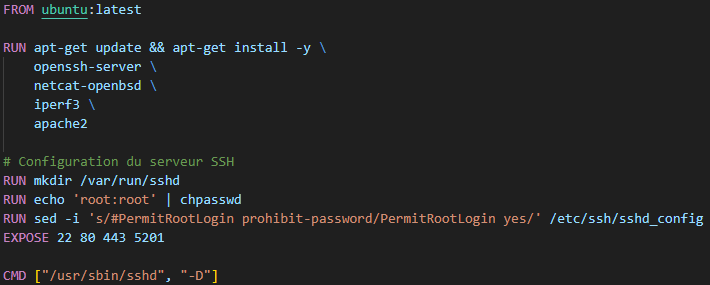 FROM ubuntu:latest
RUN apt-get update && apt-get install -y \
openssh-server \
netcat-openbsd \
iperf3 \
apache2
# Configuration du serveur SSH
RUN mkdir /var/run/sshd
RUN echo 'root:root' | chpasswd
RUN sed -i 's/#PermitRootLogin prohibit-password/PermitRootLogin yes/' /etc/ssh/sshd_config
EXPOSE 22 80 443 5201
CMD ["/usr/sbin/sshd", "-D"]